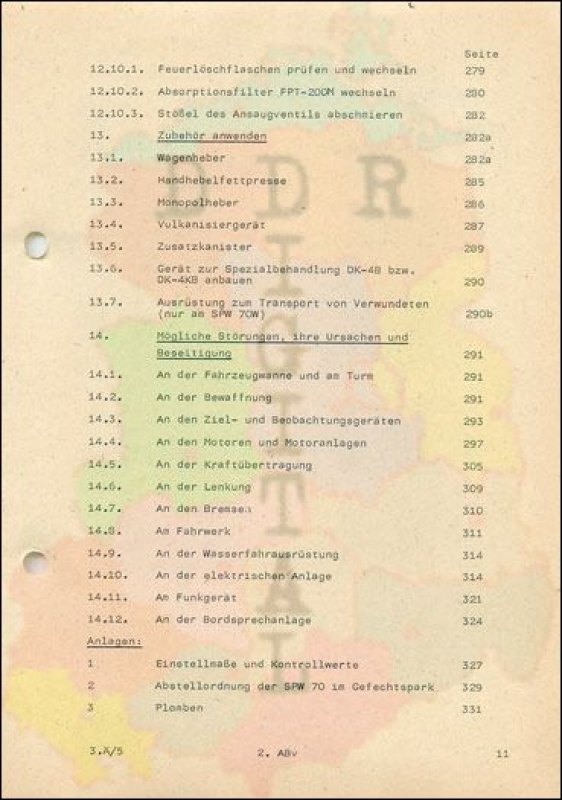 Seite
12.10.1. Feuerlöschflaschen prüfen und wechseln 279
12.10.2. Absorptionsfilter FPT-200M wechseln 280
12.10.3. Stößel des Ansaugventils abschmieren 282
13. Zubehör anwenden 282a
13.1. Wagenheber 282a
13.2. Handhebelfettpresse 285
13.3. Monopolheber 286
13.4. Vulkanisiergerät 287
13.5. Zusatzkanister 289
13.6. Gerät zur Spezialbehandlung DK-4B bzw.
DK-4KB anbauen 290
13.7. Ausrüstung zum Transport von Verwundeten
(nur am SPW 70W) 290b
14. Mögliche Störungen, ihre Ursachen und
Beseitigung 291
14.1. An der Fahrzeugwanne und am Turm 291
14.2. An der Bewaffnung 291
14.3. An den Ziel- und Beobachtungsgeräten 293
14.4. An den Motoren und Motoranlagen 297
14.5. An der Kraftübertragung 305
14.6. An der Lenkung 309
14.7. An den Bremsen 310
14.8. Am Fahrwerk 311
14.9. An der Wasserfahrausrüstung 314
14.10. An der elektrischen Anlage 314
14.11. Am Funkgerät 321
14.12. An der Bordsprechanlage 324
Anlagen:
1 Einstellmaße und Kontrollwerte 327
2 Abstellordnung der SPW 70 im Gefechtspark 329
3 Plomben 331
2. ABv 11
DDR
DIGITAL